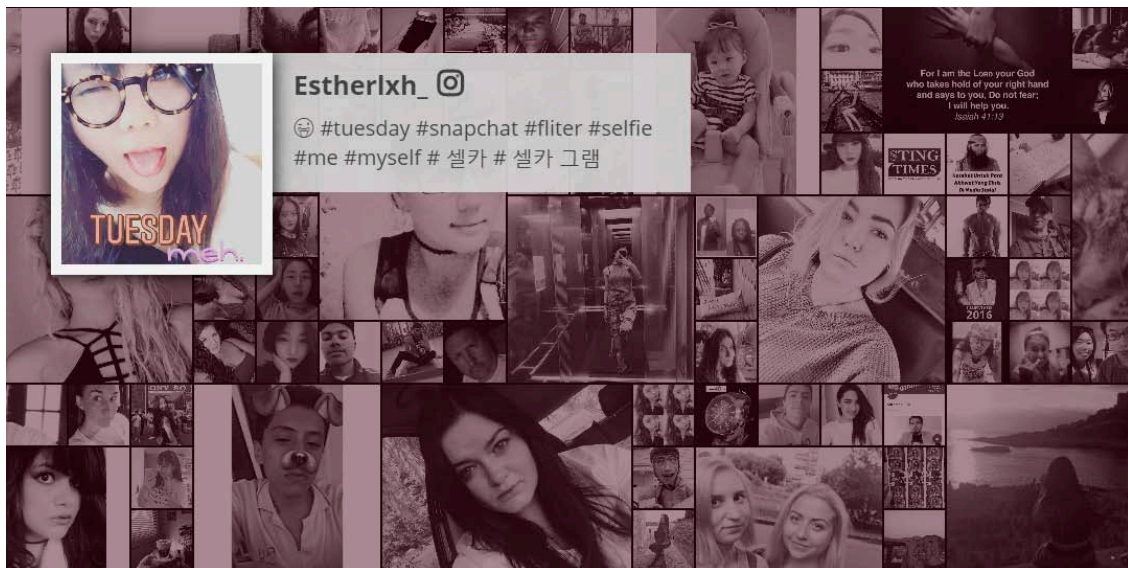 Estherlxh_
#tuesday #snapchat #fliter #selfie
#me #myself # 셀카 # 셀카 그램
TUESDAY
meh.
For I am the LORD your God
who takes hold of your right hand
and says to you, Do not fear;
I will help you.
Isaiah 41:13
STING
TIMES
2016